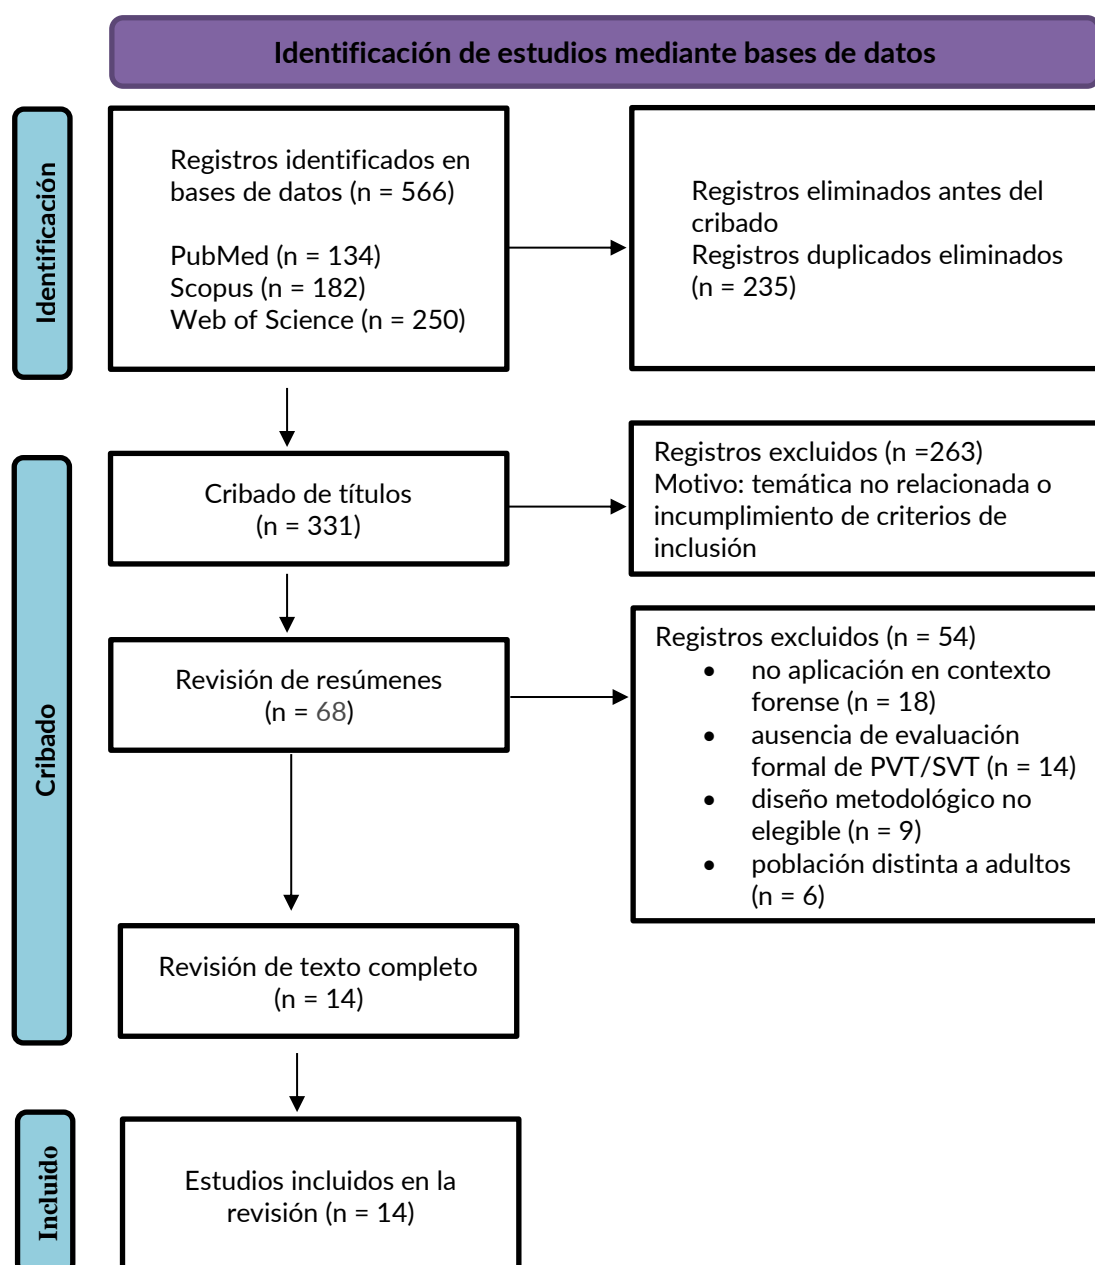 Identificación de estudios mediante bases de datos
Identificación
Registros identificados en
bases de datos (n = 566)
PubMed (n = 134)
Scopus (n = 182)
Web of Science (n = 250)
Registros eliminados antes del
cribado
Registros duplicados eliminados
(n = 235)
Cribado
Cribado de títulos
(n = 331)
Registros excluidos (n =263)
Motivo: temática no relacionada o
incumplimiento de criterios de
inclusión
Revisión de resúmenes
(n = 68)
Registros excluidos (n = 54)
• no aplicación en contexto
forense (n = 18)
• ausencia de evaluación
formal de PVT/SVT (n = 14)
• diseño metodológico no
elegible (n = 9)
• población distinta a adultos
(n = 6)
Revisión de texto completo
(n = 14)
Incluido
Estudios incluidos en la
revisión (n = 14)